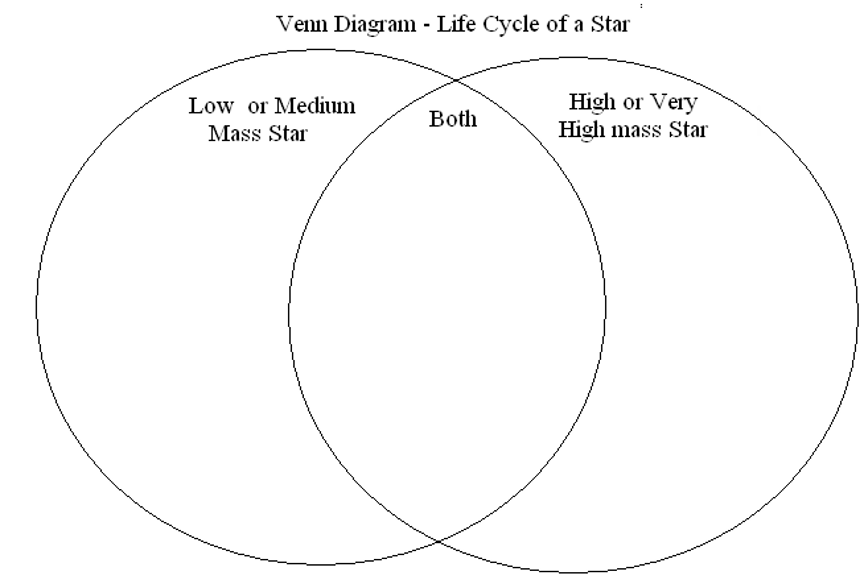 Venn Diagram - Life Cycle of a Star
Low or Medium
Mass Star
Both
High or Very
High mass Star